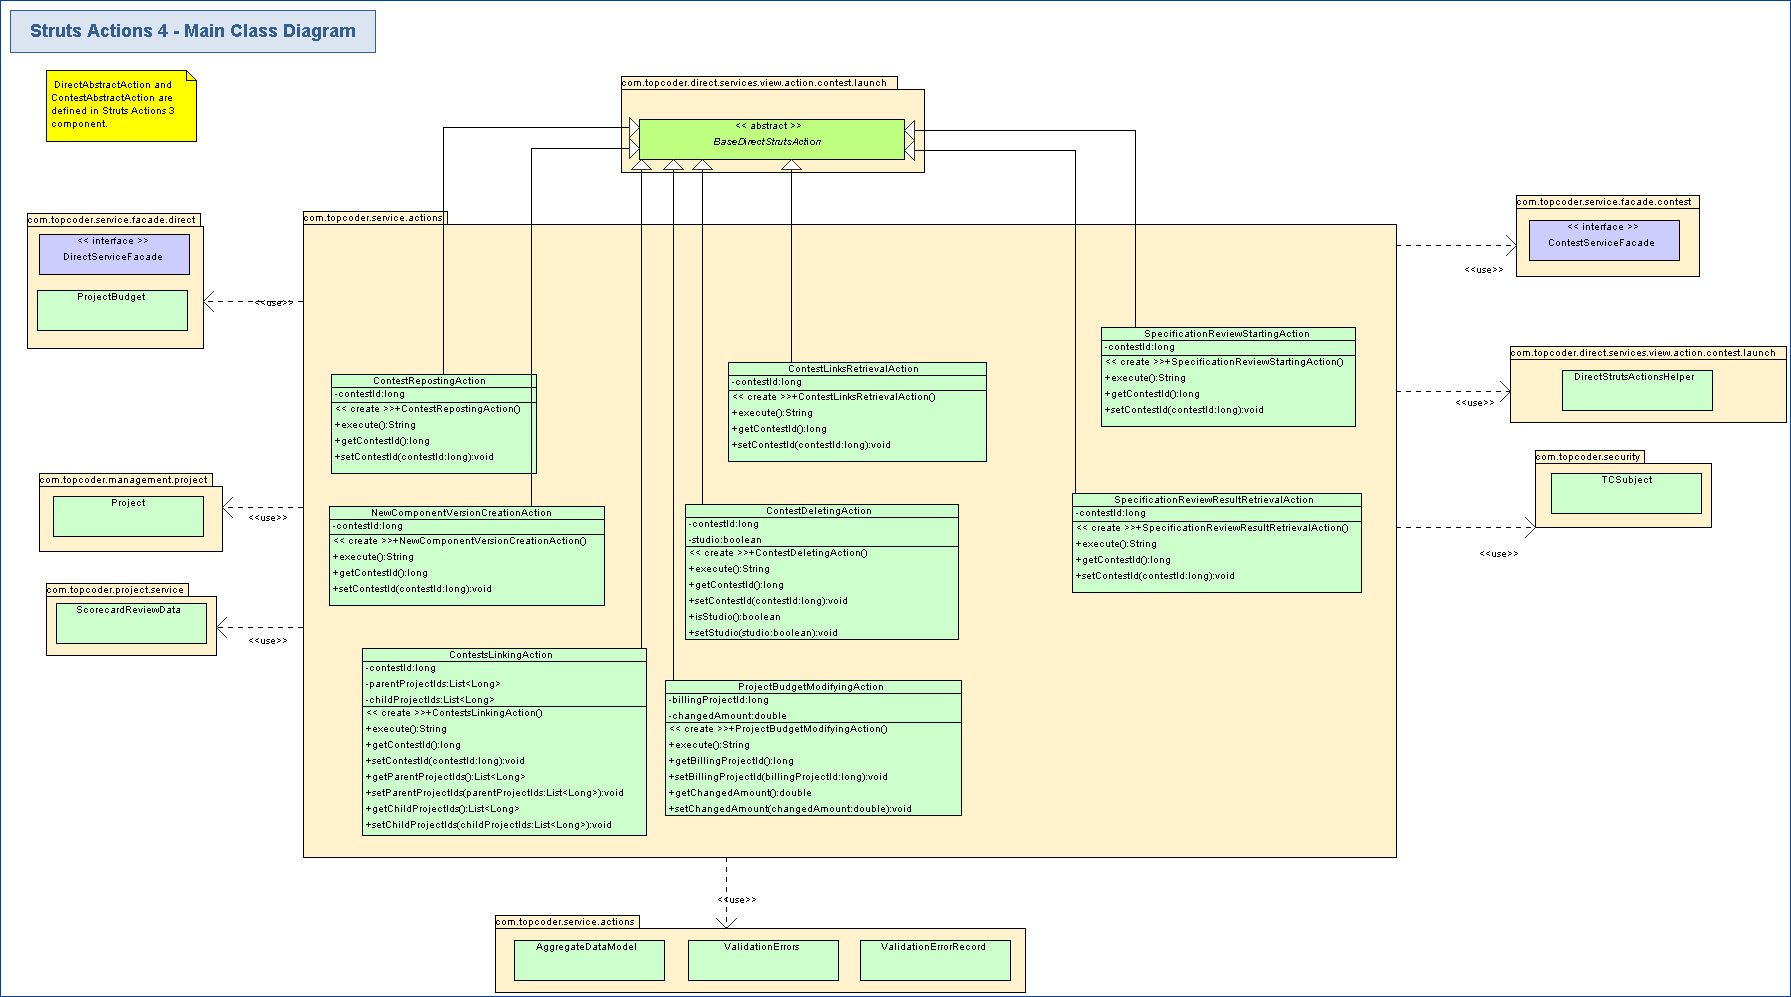 Struts Actions 4 - Main Class Diagram
DirectAbstractAction and
ContestAbstractAction are
defined in Struts Actions 3
component.
com.topcoder.direct.services.view.action.contest.launch
<< abstract >>
BaseDirectStrutsAction
com.topcoder.service.facade.direct
<< interface >>
DirectServiceFacade
ProjectBudget
<<use>>
com.topcoder.management.project
Project
<<use>>
com.topcoder.project.service
ScorecardReviewData
<<use>>
com.topcoder.service.actions
ContestRepostingAction
-contestId:long
<< create >>+ContestRepostingAction()
+execute():String
+getContestId():long
+setContestId(contestId:long):void
NewComponentVersionCreationAction
-contestId:long
<< create >>+NewComponentVersionCreationAction()
+execute():String
+getContestId():long
+setContestId(contestId:long):void
ContestsLinkingAction
-contestId:long
-parentProjectIds:List<Long>
-childProjectIds:List<Long>
<< create >>+ContestsLinkingAction()
+execute():String
+getContestId():long
+setContestId(contestId:long):void
+getParentProjectIds():List<Long>
+setParentProjectIds(parentProjectIds:List<Long>):void
+getChildProjectIds():List<Long>
+setChildProjectIds(childProjectIds:List<Long>):void
ContestLinksRetrievalAction
-contestId:long
<< create >>+ContestLinksRetrievalAction()
+execute():String
+getContestId():long
+setContestId(contestId:long):void
ContestDeletingAction
-contestId:long
-studio:boolean
<< create >>+ContestDeletingAction()
+execute():String
+getContestId():long
+setContestId(contestId:long):void
+isStudio():boolean
+setStudio(studio:boolean):void
ProjectBudgetModifyingAction
-billingProjectId:long
-changedAmount:double
<< create >>+ProjectBudgetModifyingAction()
+execute():String
+getBillingProjectId():long
+setBillingProjectId(billingProjectId:long):void
+getChangedAmount():double
+setChangedAmount(changedAmount:double):void
SpecificationReviewStartingAction
-contestId:long
<< create >>+SpecificationReviewStartingAction()
+execute():String
+getContestId():long
+setContestId(contestId:long):void
SpecificationReviewResultRetrievalAction
-contestId:long
<< create >>+SpecificationReviewResultRetrievalAction()
+execute():String
+getContestId():long
+setContestId(contestId:long):void
com.topcoder.service.facade.contest
<< interface >>
ContestServiceFacade
<<use>>
com.topcoder.direct.services.view.action.contest.launch
DirectStrutsActionsHelper
<<use>>
com.topcoder.security
TCSubject
<<use>>
<<use>>
com.topcoder.service.actions
AggregateDataModel
ValidationErrors
ValidationErrorRecord